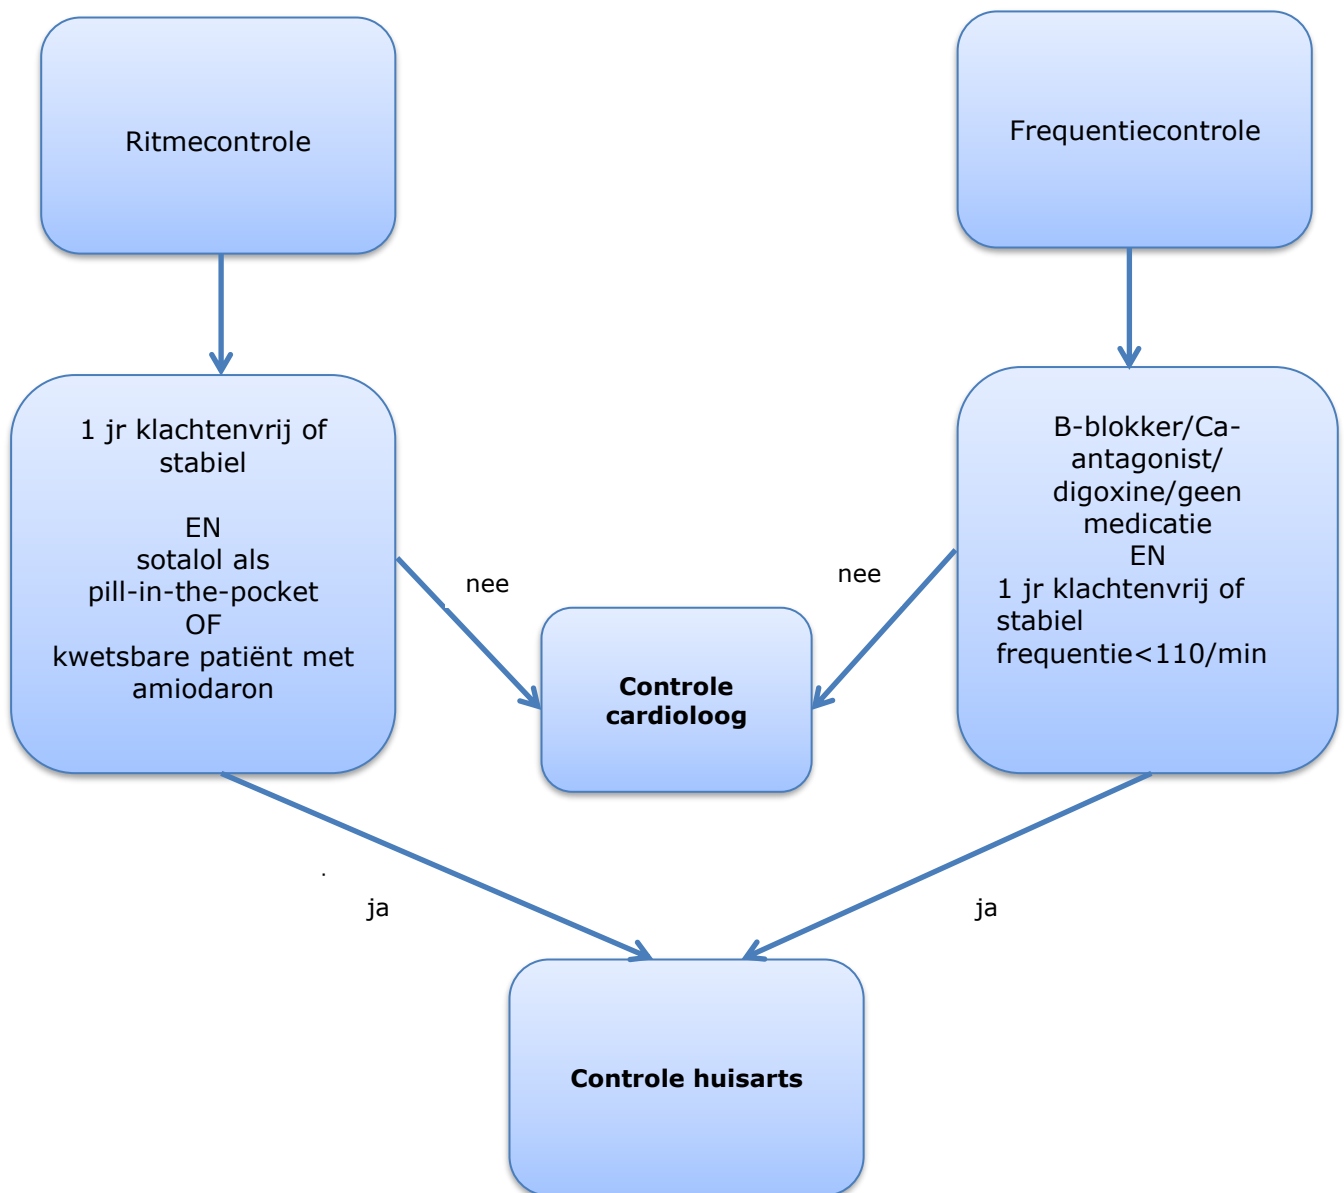 Ritmecontrole
Frequentiecontrole
1 jr klachtenvrij of
stabiel
EN
sotalol als
pill-in-the-pocket
OF
kwetsbare patiënt met
amiodaron
B-blokker/Ca-
antagonist/
digoxine/geen
medicatie
EN
1 jr klachtenvrij of
stabiel
frequentie<110/min
nee
nee
Controle
cardioloog
.
ja
ja
Controle huisarts